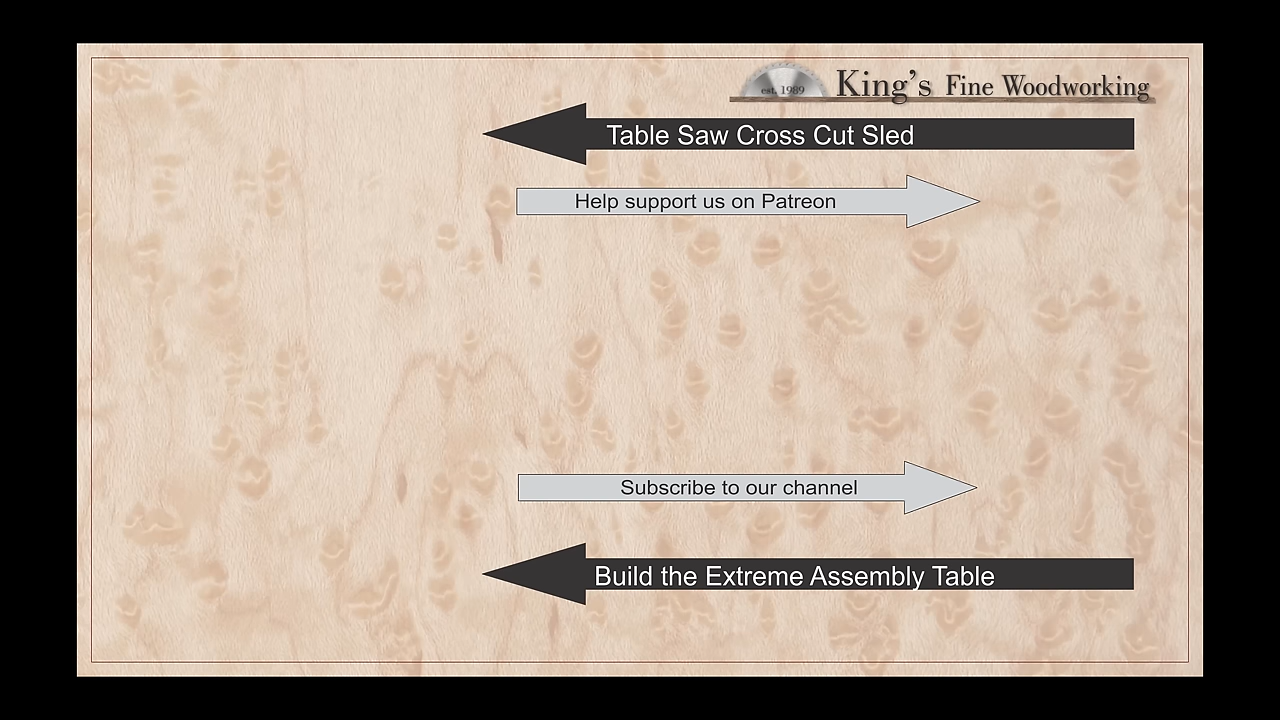 est. 1989
King's Fine Woodworking
Table Saw Cross Cut Sled
Help support us on Patreon
Subscribe to our channel
Build the Extreme Assembly Table